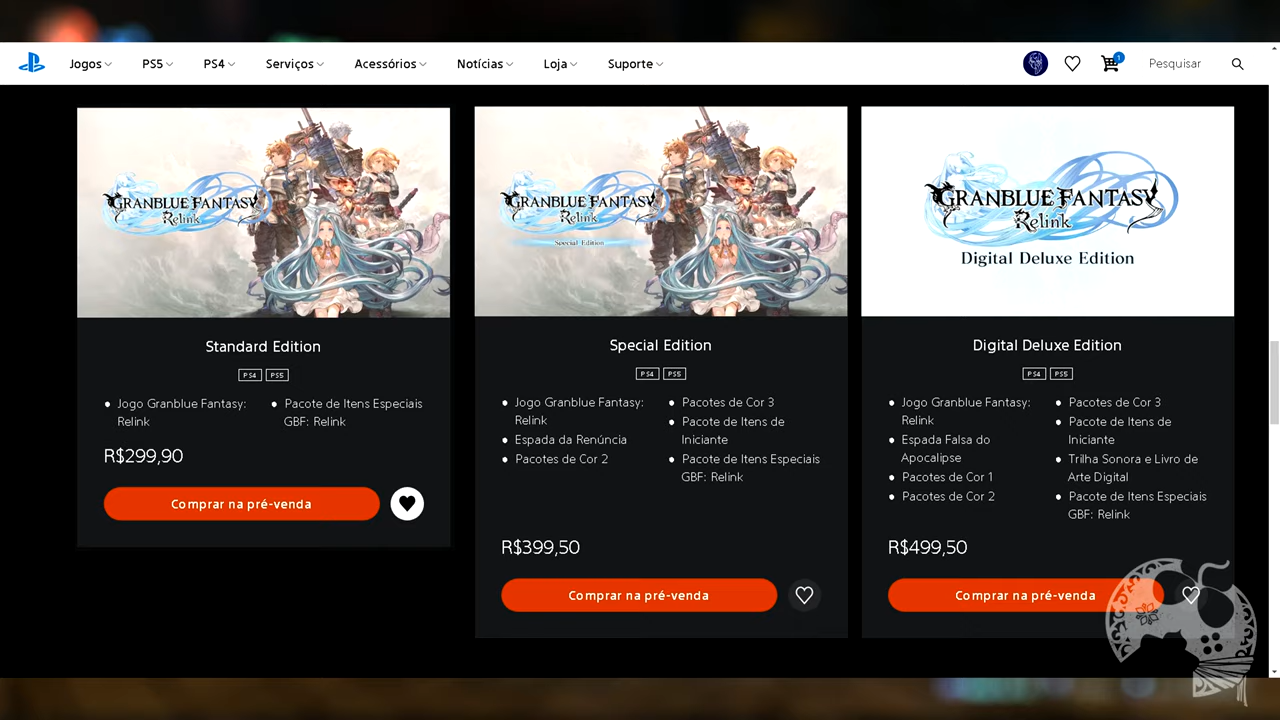 Jogos
PS5
PS4
Serviços
Acessórios
Notícias
Loja
Suporte
1
Pesquisar
GRANBLUE FANTASY
Relink
Standard Edition
PS4 PS5
Jogo Granblue Fantasy:
Relink
Pacote de Itens Especiais
GBF: Relink
R$299,90
Comprar na pré-venda
GRANBLUE FANTASY
Relink
Special Edition
Special Edition
PS4 PS5
Jogo Granblue Fantasy:
Relink
Espada da Renúncia
Pacotes de Cor 2
Pacotes de Cor 3
Pacote de Itens de
Iniciante
Pacote de Itens Especiais
GBF: Relink
R$399,50
Comprar na pré-venda
GRANBLUE FANTASY
Relink
Digital Deluxe Edition
Digital Deluxe Edition
PS4 PS5
Jogo Granblue Fantasy:
Relink
Espada Falsa do
Apocalipse
Pacotes de Cor 1
Pacotes de Cor 2
Pacotes de Cor 3
Pacote de Itens de
Iniciante
Trilha Sonora e Livro de
Arte Digital
Pacote de Itens Especiais
GBF: Relink
R$499,50
Comprar na pré-venda